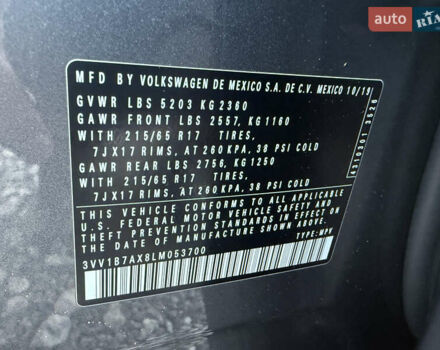 auto RIA
MFD BY VOLKSWAGEN DE MEXICO S.A. DE C.V. MEXICO 10/19
GVWR LBS 5203 KG 2360
GAWR FRONT LBS 2557, KG 1160
WITH 215/65 R17 TIRES,
7JX17 RIMS, AT 260 KPA, 38 PSI COLD
GAWR REAR LBS 2756, KG1250
WITH 215/65 R17 TIRES,
7JX17 RIMS, AT 260KPA, 38 PSI COLD
THIS VEHICLE CONFORMS TO ALL APPLICABLE
U.S. FEDERAL MOTOR VEHICLE SAFETY AND
THEFT PREVENTION STANDARDS IN EFFECT ON
THE DATE OF MANUFACTURE SHOWN ABOVE.
3VV1B7AX8LM053700
TYPE: MPV
4310301 3526